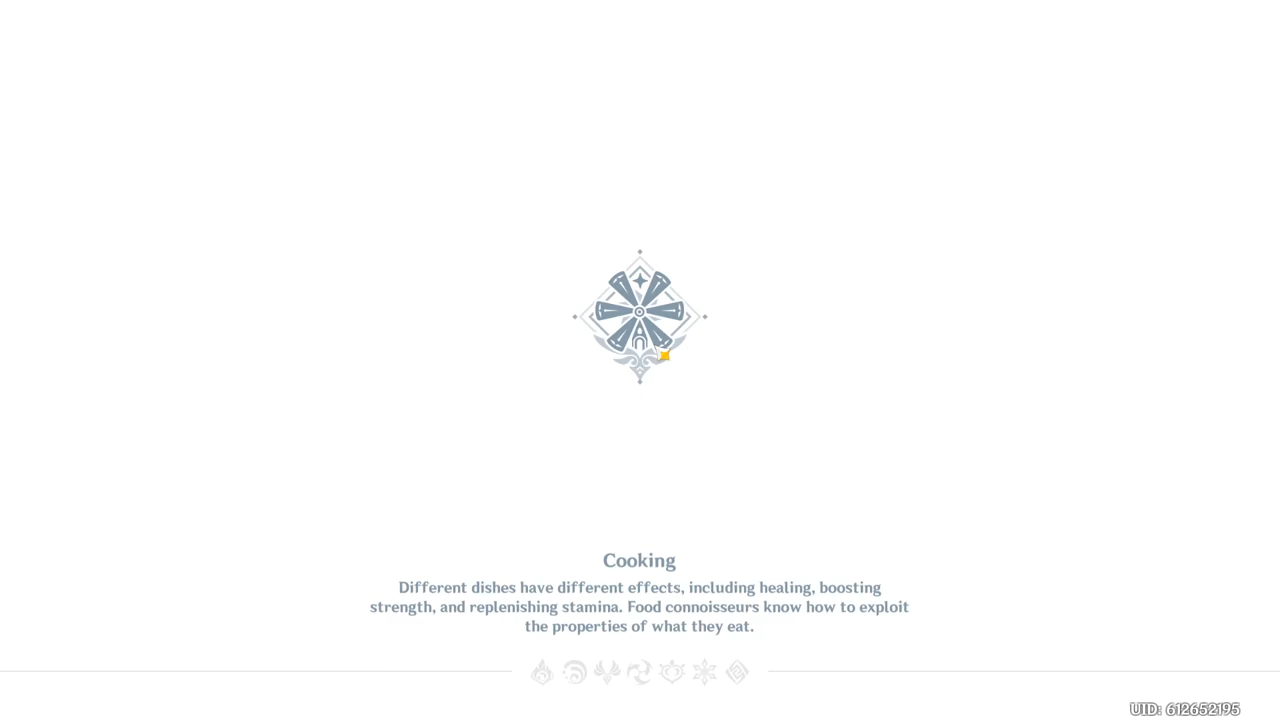 Cooking
Different dishes have different effects, including healing, boosting
strength, and replenishing stamina. Food connoisseurs know how to exploit
the properties of what they eat.
UID: 612652195